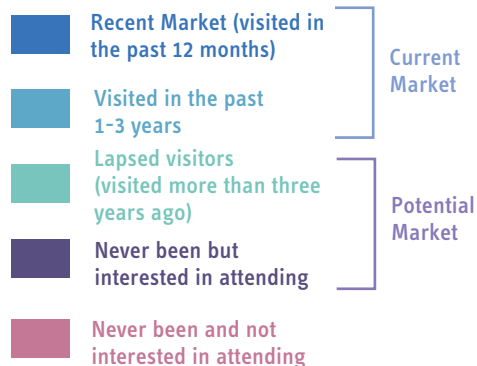 Recent Market (visited in
the past 12 months)
Current
Market
Visited in the past
1-3 years
Lapsed visitors
(visited more than three
years ago)
Potential
Market
Never been but
interested in attending
Never been and not
interested in attending